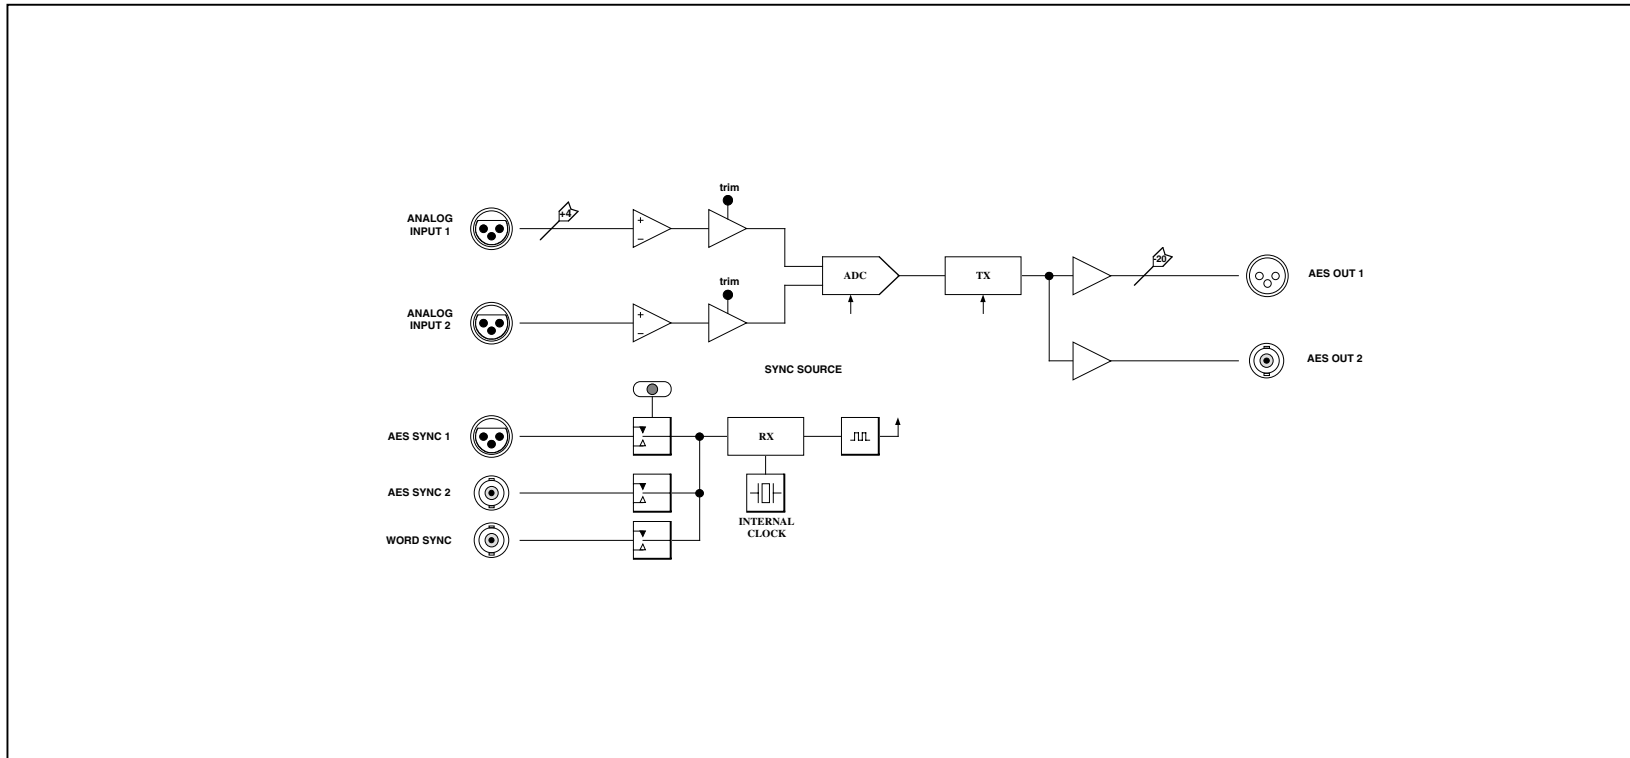 trim
ANALOG
INPUT 1
+4
+
−
ADC
TX
-20
AES OUT 1
trim
ANALOG
INPUT 2
+
−
AES OUT 2
SYNC SOURCE
AES SYNC 1
RX
AES SYNC 2
INTERNAL
CLOCK
WORD SYNC